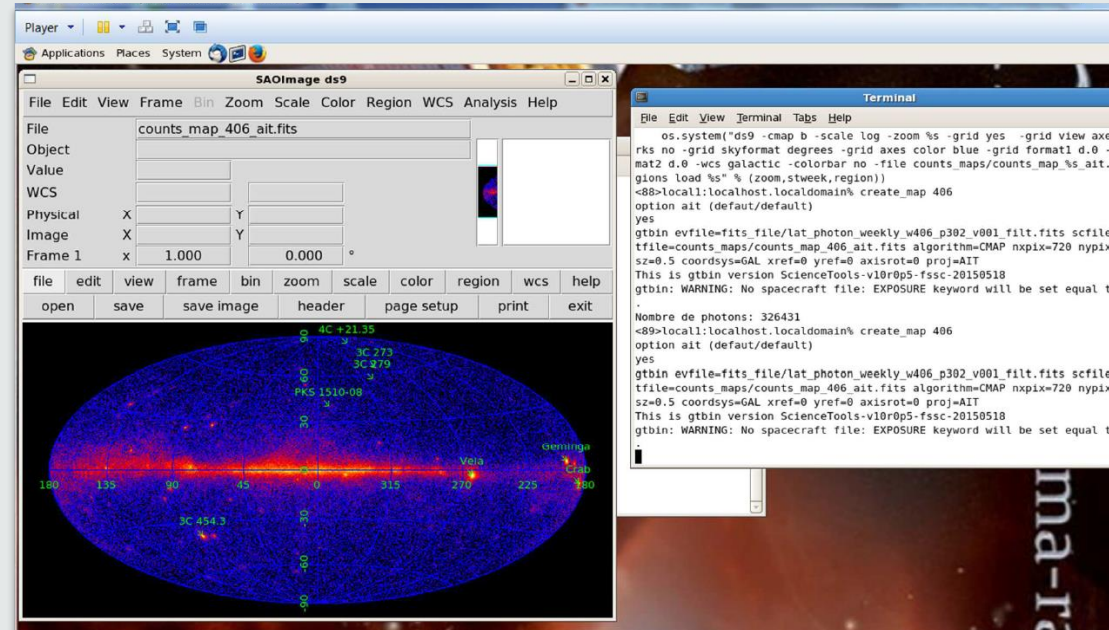 Player
Applications Places System
SAOImage ds9
File Edit View Frame Bin Zoom Scale Color Region WCS Analysis Help
File counts_map_406_ait.fits
Object
Value
WCS
Physical X Y
Image X Y
Frame 1 x 1.000 0.000 °
file edit view frame bin zoom scale color region wcs help
open save save image header page setup print exit
90 4C +21.35
3C 273
3C 279
60
PKS 1510-08
30
Geminga
Vela
0 Crab
180 135 90 45 0 315 270 225 180
3C 454.3
-30
-60
-90
Terminal
File Edit View Terminal Tabs Help
os.system("ds9 -cmap b -scale log -zoom %s -grid yes -grid view axe
rks no -grid skyformat degrees -grid axes color blue -grid format1 d.0 -
mat2 d.0 -wcs galactic -colorbar no -file counts_maps/counts_map_%s_ait.
gions load %s" % (zoom,stweek,region))
<88>local1:localhost.localdomain% create_map 406
option ait (defaut/default)
yes
gtbin evfile=fits_file/lat_photon_weekly_w406_p302_v001_filt.fits scfile
tfile=counts_maps/counts_map_406_ait.fits algorithm=CMAP nxpix=720 nypix
sz=0.5 coordsys=GAL xref=0 yref=0 axisrot=0 proj=AIT
This is gtbin version ScienceTools-v10r0p5-fssc-20150518
gtbin: WARNING: No spacecraft file: EXPOSURE keyword will be set equal t
.
Nombre de photons: 326431
<89>local1:localhost.localdomain% create_map 406
option ait (defaut/default)
yes
gtbin evfile=fits_file/lat_photon_weekly_w406_p302_v001_filt.fits scfile
tfile=counts_maps/counts_map_406_ait.fits algorithm=CMAP nxpix=720 nypix
sz=0.5 coordsys=GAL xref=0 yref=0 axisrot=0 proj=AIT
This is gtbin version ScienceTools-v10r0p5-fssc-20150518
gtbin: WARNING: No spacecraft file: EXPOSURE keyword will be set equal t
.
ma-ra